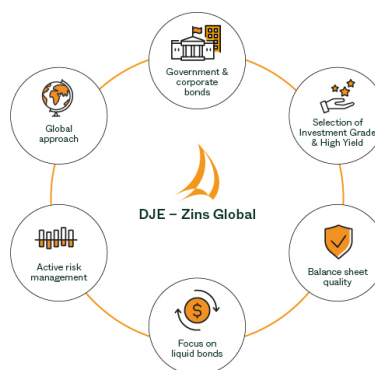 Government &
corporate
bonds
Selection of
Investment Grade
& High Yield
Balance sheet
quality
Focus on
liquid bonds
$
Active risk
management
Global
approach
DJE – Zins Global